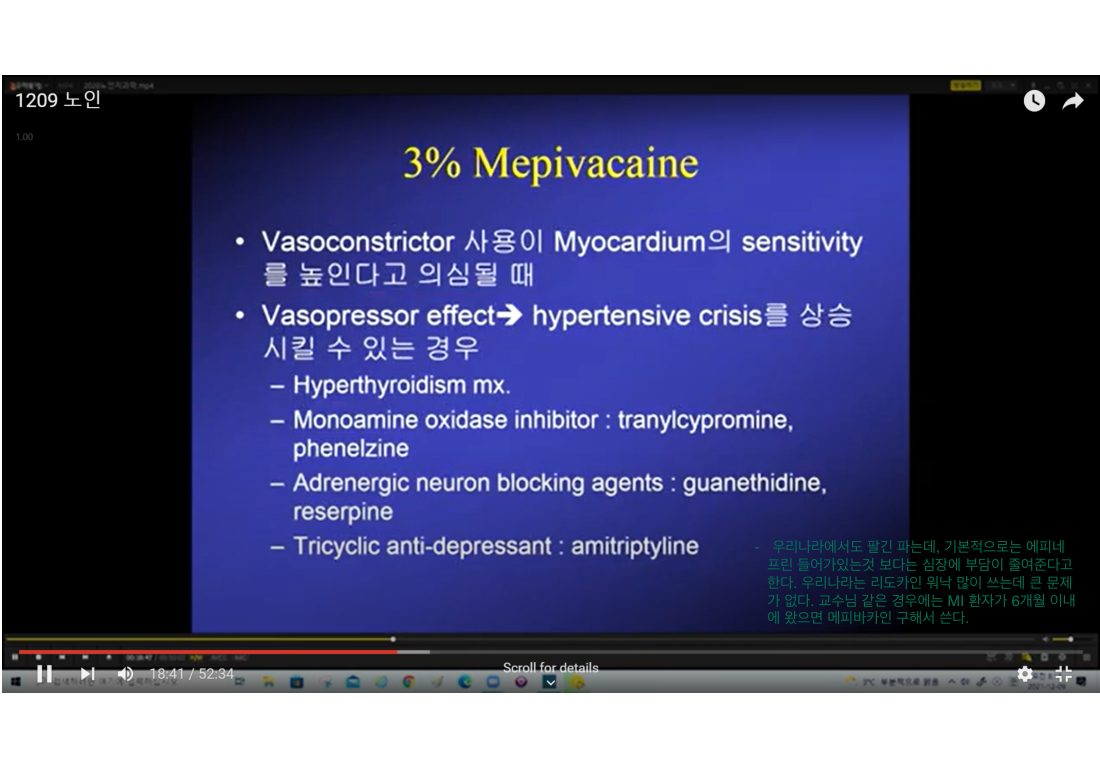 1209 노인
1.00
3% Mepivacaine
• Vasoconstrictor 사용이 Myocardium의 sensitivity
를 높인다고 의심될 때
• Vasopressor effect➔ hypertensive crisis를 상승
시킬 수 있는 경우
– Hyperthyroidism mx.
– Monoamine oxidase inhibitor : tranylcypromine,
phenelzine
– Adrenergic neuron blocking agents : guanethidine,
reserpine
– Tricyclic anti-depressant : amitriptyline
- 우리나라에서도 팔긴 파는데, 기본적으로는 에피네
프린 들어가있는것 보다는 심장에 부담이 줄여준다고
한다. 우리나라는 리도카인 워낙 많이 쓰는데 큰 문제
가 없다. 교수님 같은 경우에는 MI 환자가 6개월 이내
에 왔으면 메피바카인 구해서 쓴다.
18:41 / 52:34
Scroll for details